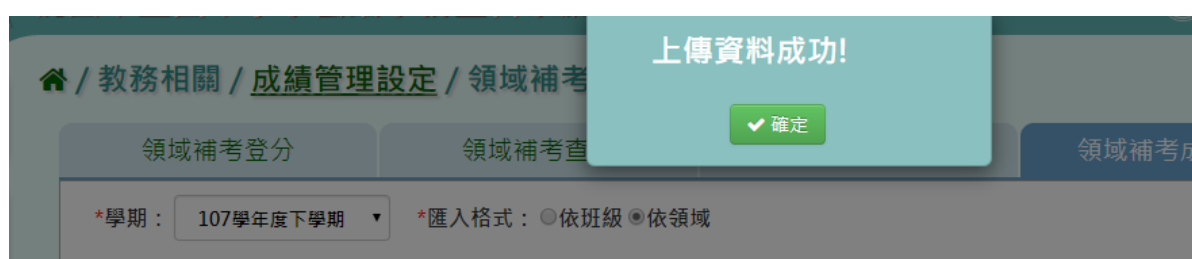 上傳資料成功!
/ 教務相關 / 成績管理設定 / 領域補考
確定
領域補考登分 領域補考查 領域補考成
*學期： 107學年度下學期 *匯入格式： 依班級 依領域